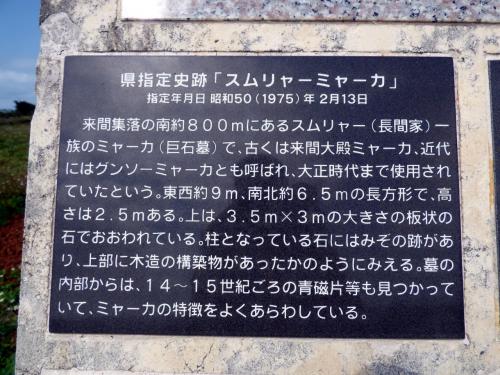 県指定史跡「スムリャーミャーカ」
指定年月日 昭和50(1975)年 2月13日
来間集落の南約800mにあるスムリャー(長間家)一
族のミャーカ(巨石墓)で、古くは来間大殿ミャーカ、近代
にはグンソーミャーカとも呼ばれ、大正時代まで使用され
ていたという。東西約9m、南北約6.5mの長方形で、高
さは2.5mある。上は、3.5m×3mの大きさの板状の
石でおおわれている。柱となっている石にはみぞの跡があ
り、上部に木造の構築物があったかのようにみえる。墓の
内部からは、14～15世紀ごろの青磁片等も見つかって
いて、ミャーカの特徴をよくあらわしている。